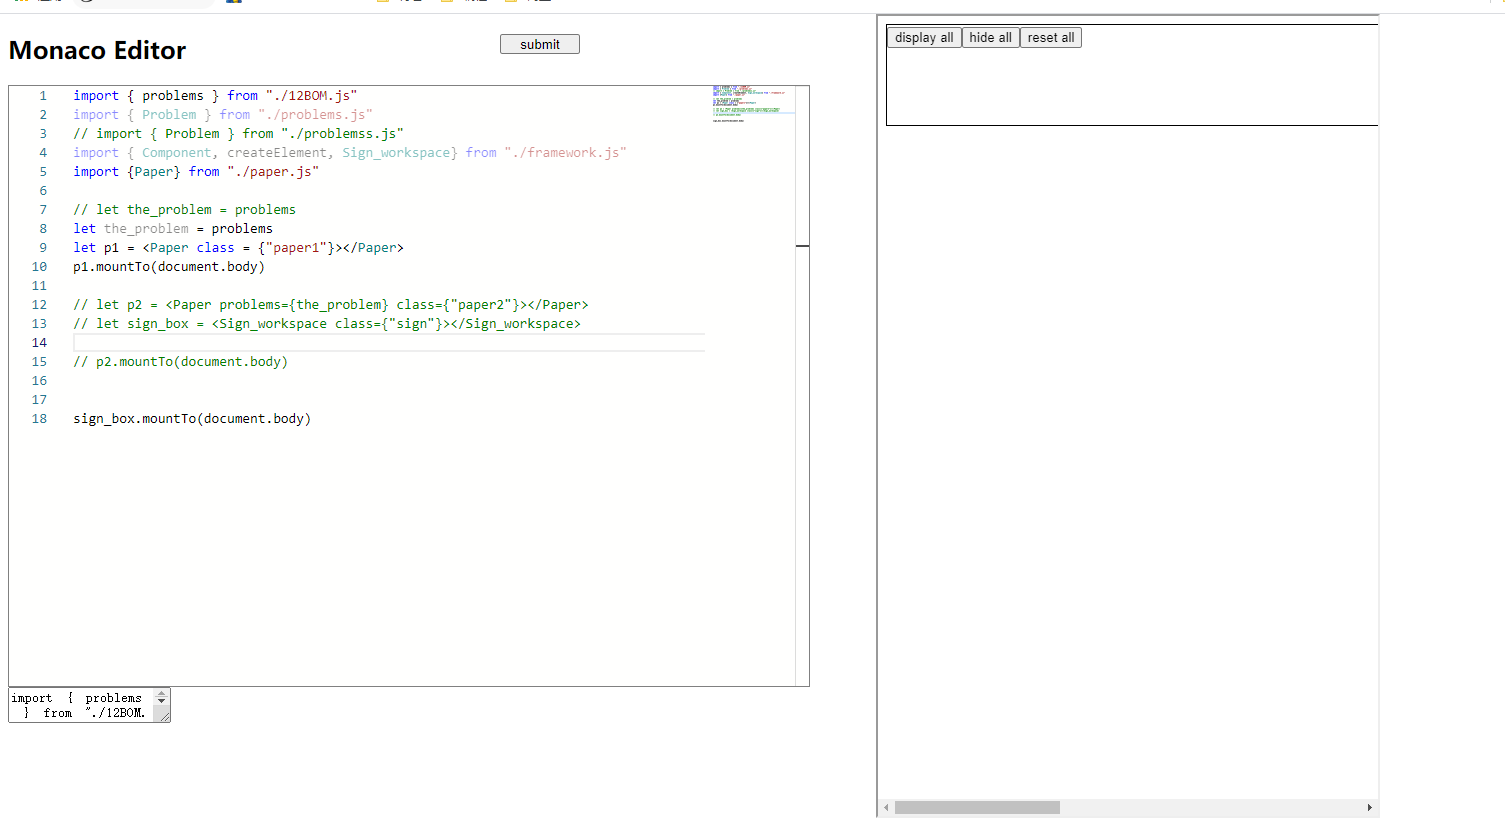 Monaco Editor
submit
1 import { problems } from "./12BOM.js"
2 import { Problem } from "./problems.js"
3 // import { Problem } from "./problemss.js"
4 import { Component, createElement, Sign_workspace} from "./framework.js"
5 import {Paper} from "./paper.js"
6
7 // let the_problem = problems
8 let the_problem = problems
9 let p1 = <Paper class = {"paper1"}></Paper>
10 p1.mountTo(document.body)
11
12 // let p2 = <Paper problems={the_problem} class={"paper2"}></Paper>
13 // let sign_box = <Sign_workspace class={"sign"}></Sign_workspace>
14
15 // p2.mountTo(document.body)
16
17
18 sign_box.mountTo(document.body)
import { problems
} from "./12BOM.
display all hide all reset all